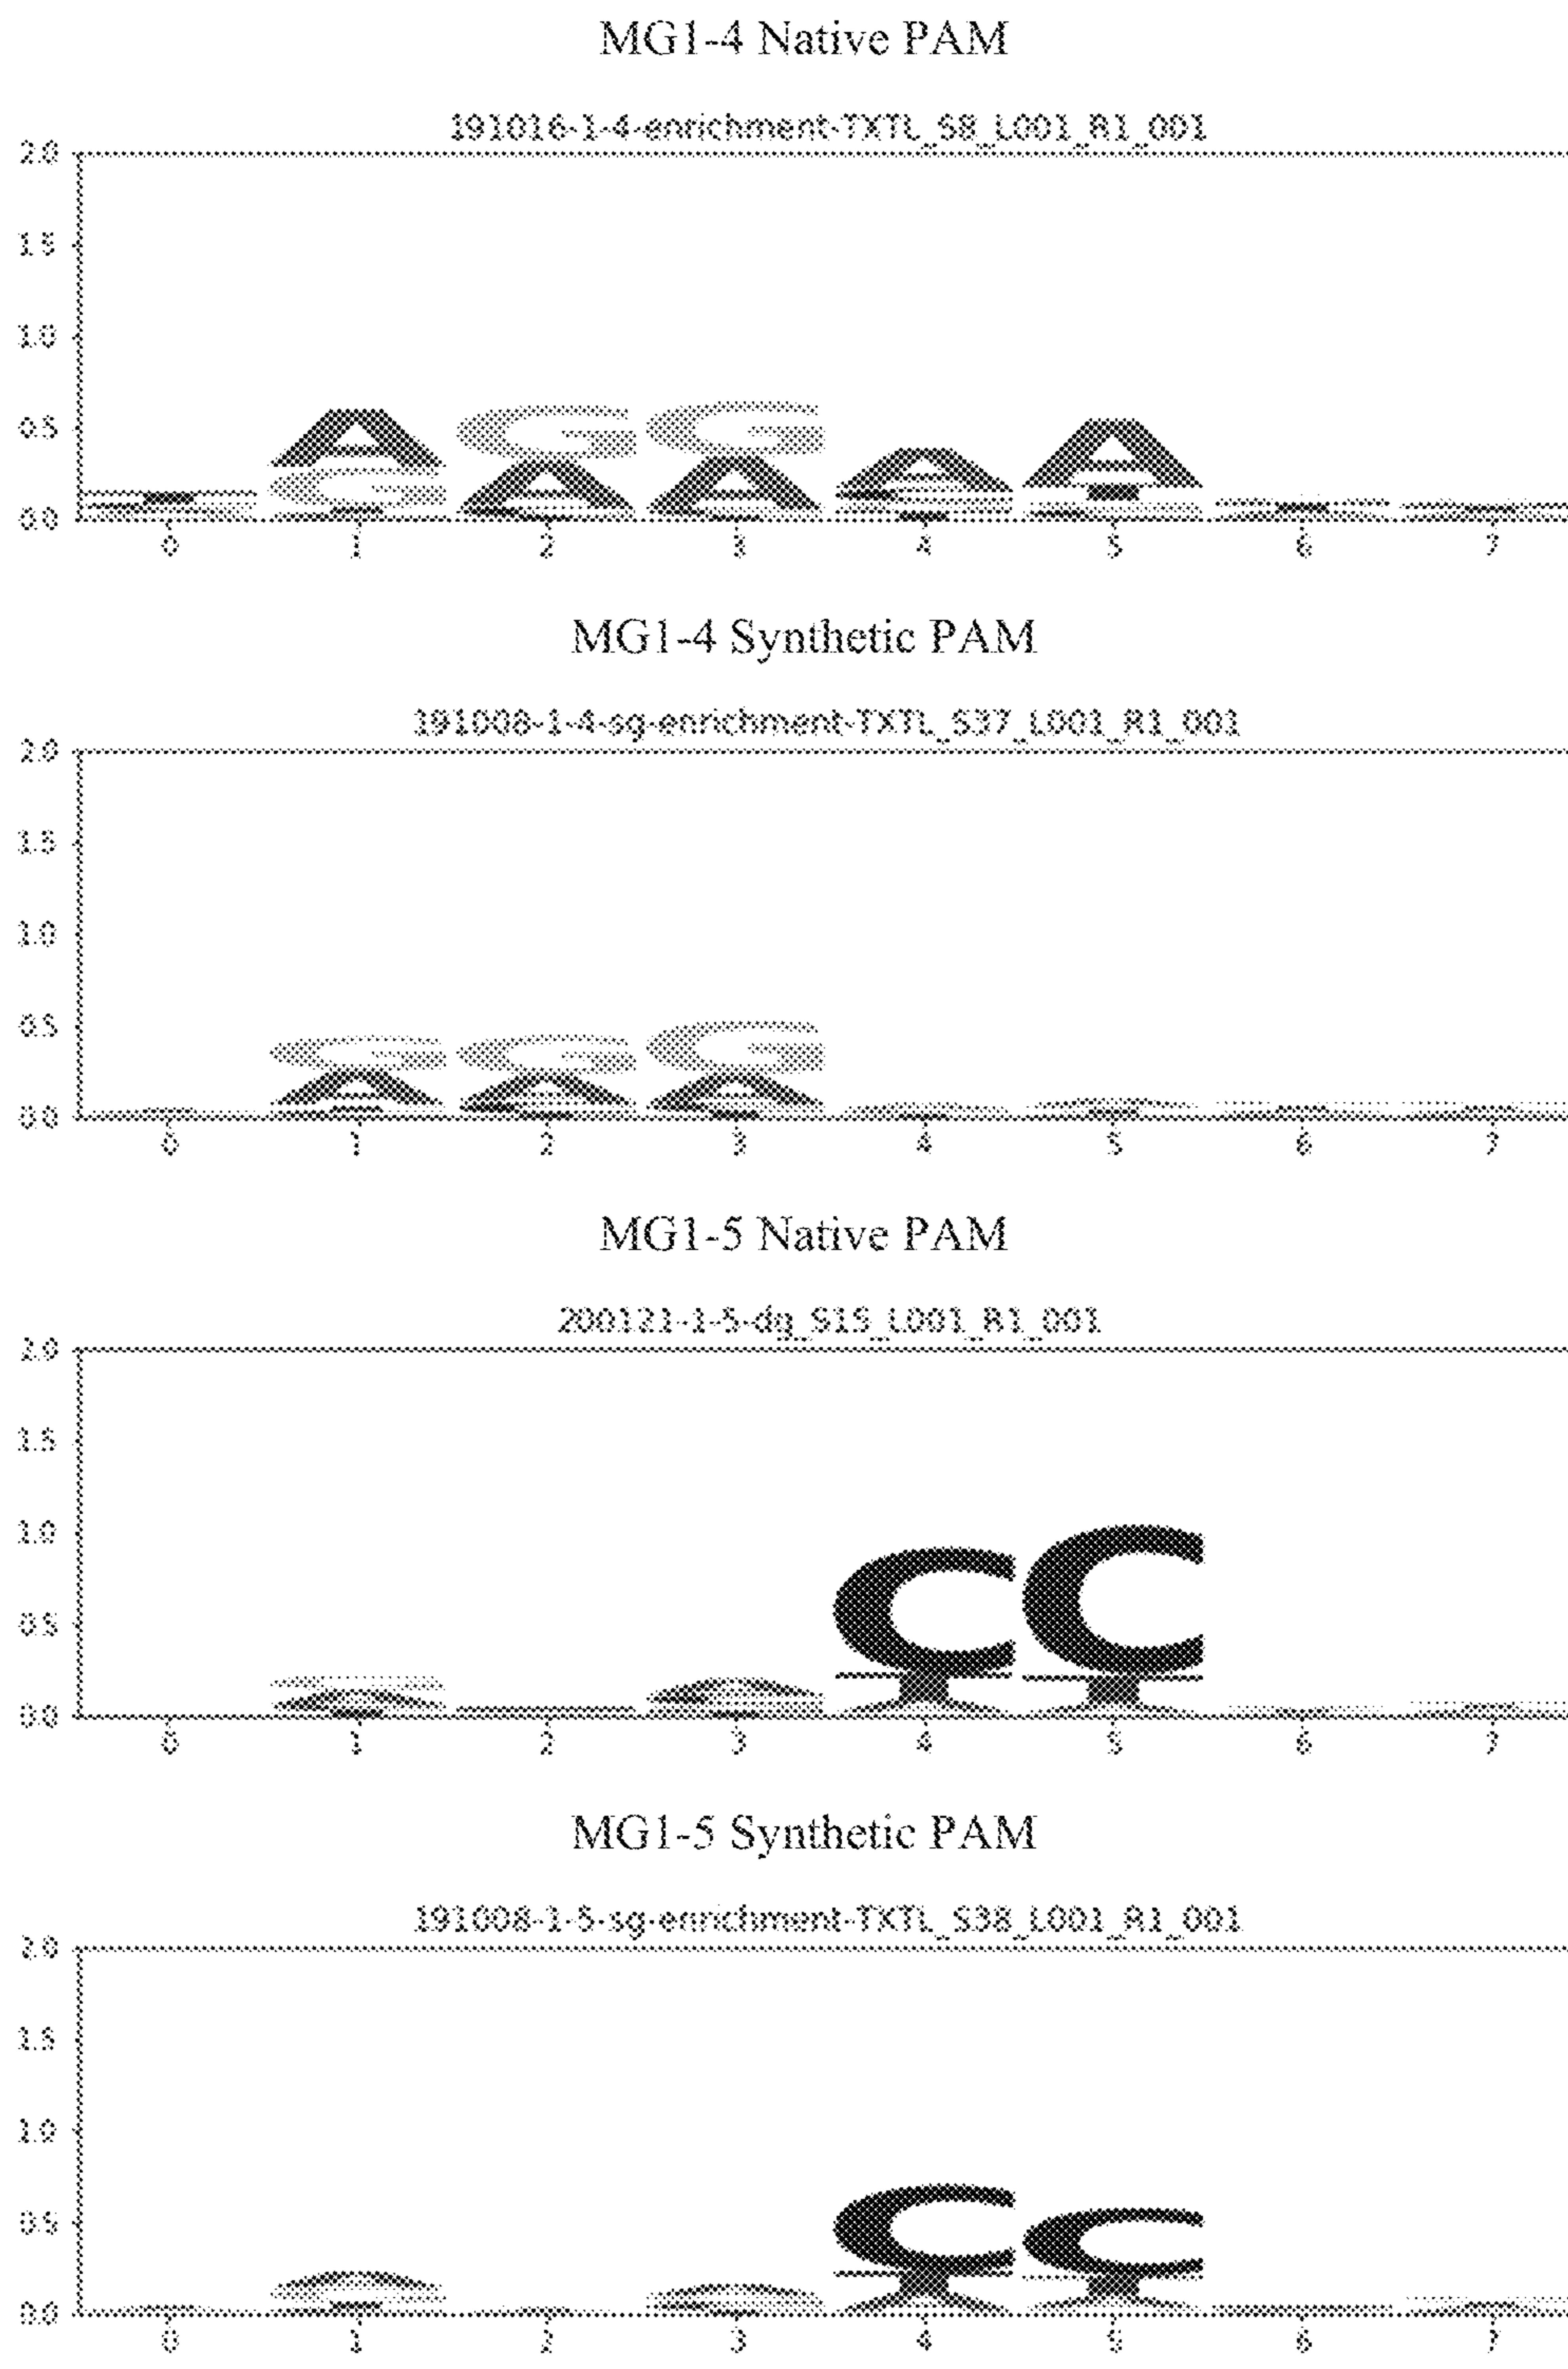 MG1-4 Native PAM
191016-1-4-enrichment-TXTL_S8_L001_R1_001
2.0
1.5
1.0
0.5
0.0
A G G A A
G A A
0 1 2 3 4 5 6 7
MG1-4 Synthetic PAM
191008-1-4-sg-enrichment-TXTL_S37_L001_R1_001
2.0
1.5
1.0
0.5
0.0
G G G
A A A
0 1 2 3 4 5 6 7
MG1-5 Native PAM
200121-1-5-dg_S15_L001_R1_001
2.0
1.5
1.0
0.5
0.0
C C
T T
0 1 2 3 4 5 6 7
MG1-5 Synthetic PAM
191008-1-5-sg-enrichment-TXTL_S38_L001_R1_001
2.0
1.5
1.0
0.5
0.0
C C
T T
0 1 2 3 4 5 6 7